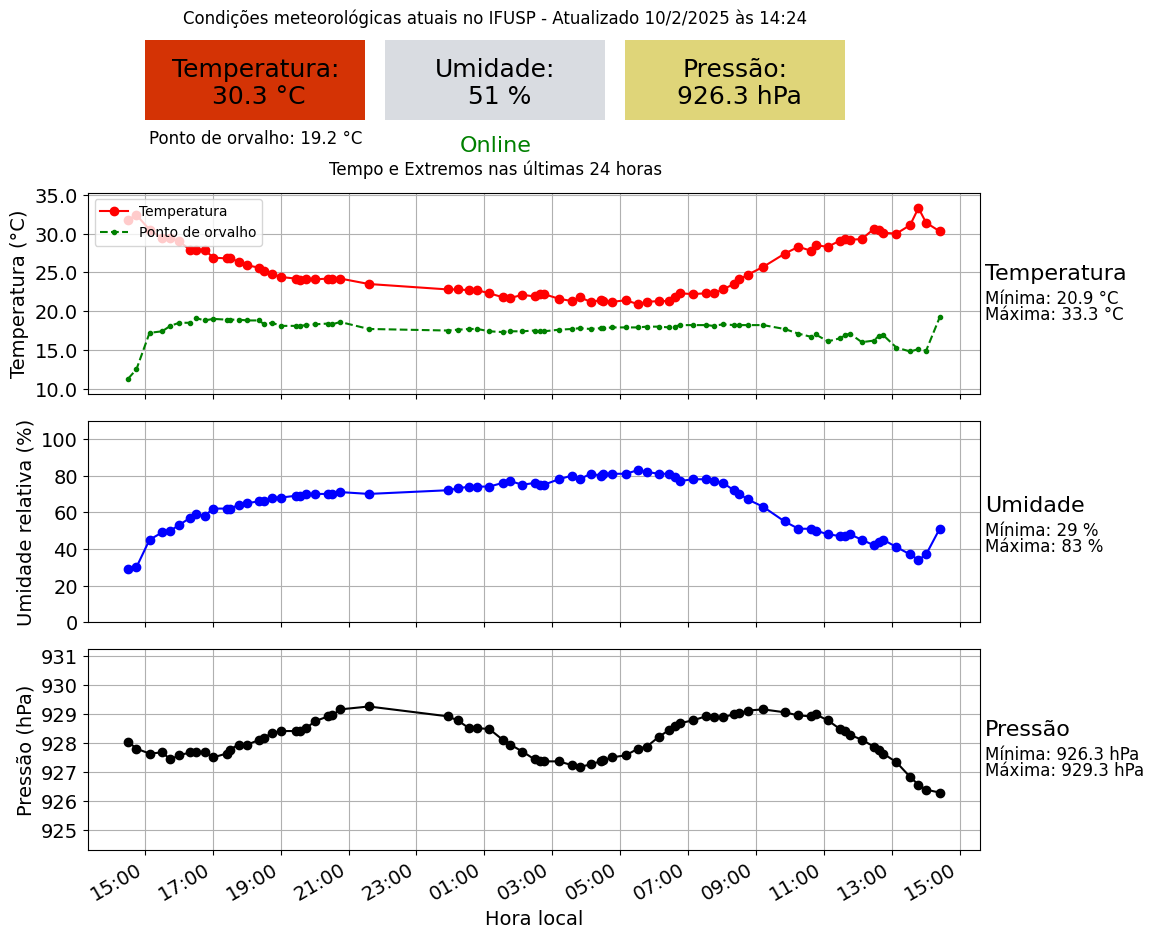 Condições meteorológicas atuais no IFUSP - Atualizado 10/2/2025 às 14:24
Temperatura:
30.3 °C
Umidade:
51 %
Pressão:
926.3 hPa
Ponto de orvalho: 19.2 °C
Online
Tempo e Extremos nas últimas 24 horas
Temperatura (°C)
35.0
30.0
25.0
20.0
15.0
10.0
Temperatura
Ponto de orvalho
Temperatura
Mínima: 20.9 °C
Máxima: 33.3 °C
Umidade relativa (%)
100
80
60
40
20
0
Umidade
Mínima: 29 %
Máxima: 83 %
Pressão (hPa)
931
930
929
928
927
926
925
Pressão
Mínima: 926.3 hPa
Máxima: 929.3 hPa
15:00
17:00
19:00
21:00
23:00
01:00
03:00
05:00
07:00
09:00
11:00
13:00
15:00
Hora local